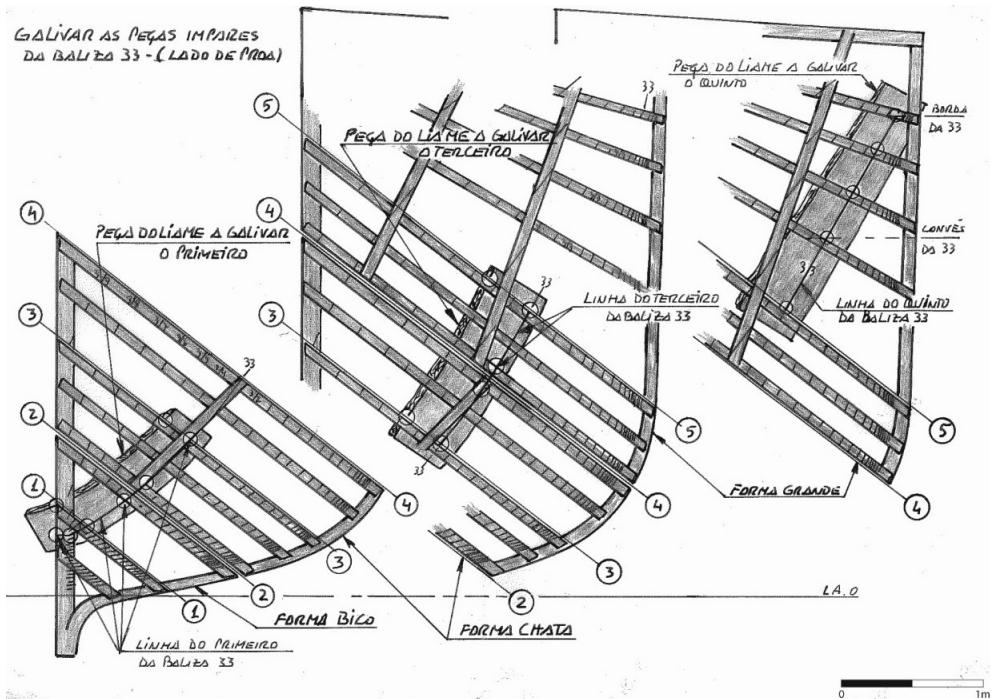 GALIVAR AS PEÇAS IMPARES
DA BALIZA 33 - (LADO DE PROA)
PEÇA DO LIAME A GALIVAR
O PRIMEIRO
4
3
2
1
33
4
3
2
1
LINHA DO PRIMEIRO
DA BALIZA 33
FORMA BICO
FORMA CHATA
5
PEÇA DO LIAME A GALIVAR
O TERCEIRO
4
3
33
33
33
LINHA DO TERCEIRO
DA BALIZA 33
5
4
3
2
FORMA GRANDE
PEÇA DO LIAME A GALIVAR
O QUINTO
BORDA
DA 33
CONVÉS
DA 33
33
LINHA DO QUINTO
DA BALIZA 33
5
4
LA.O
0
1m